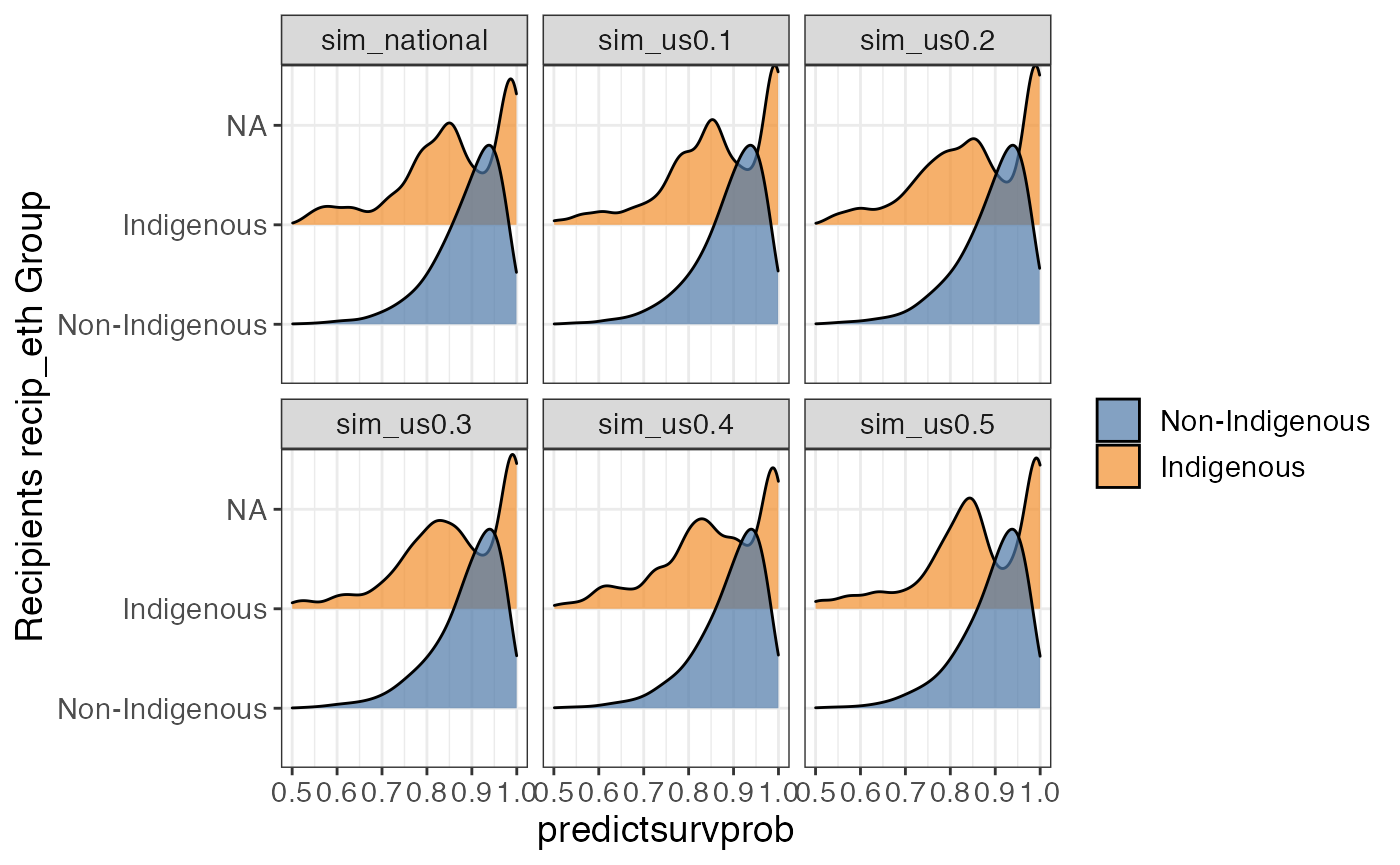 sim_national sim_us0.1 sim_us0.2
NA
Indigenous
Non-Indigenous
sim_us0.3 sim_us0.4 sim_us0.5
NA
Indigenous
Non-Indigenous
0.5 0.6 0.7 0.8 0.9 1.0 0.5 0.6 0.7 0.8 0.9 1.0 0.5 0.6 0.7 0.8 0.9 1.0
predictsurvprob
Recipients recip_eth Group
Non-Indigenous
Indigenous